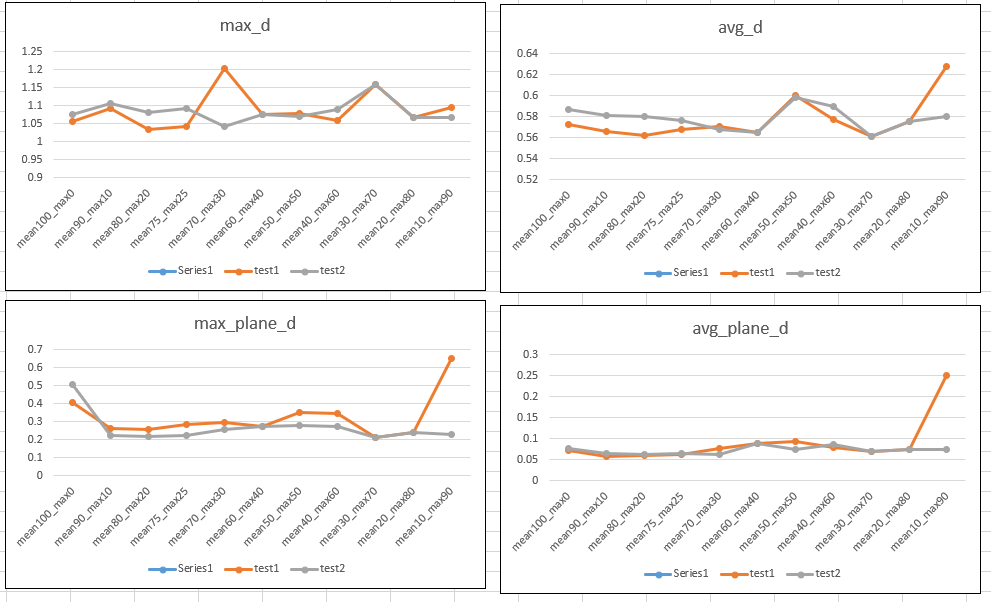 max_d
1.25
1.2
1.15
1.1
1.05
1
0.95
0.9
mean100_max0
mean90_max10
mean80_max20
mean75_max25
mean70_max30
mean60_max40
mean50_max50
mean40_max60
mean30_max70
mean20_max80
mean10_max90
Series1 test1 test2
avg_d
0.64
0.62
0.6
0.58
0.56
0.54
0.52
mean100_max0
mean90_max10
mean80_max20
mean75_max25
mean70_max30
mean60_max40
mean50_max50
mean40_max60
mean30_max70
mean20_max80
mean10_max90
Series1 test1 test2
max_plane_d
0.7
0.6
0.5
0.4
0.3
0.2
0.1
0
mean100_max0
mean90_max10
mean80_max20
mean75_max25
mean70_max30
mean60_max40
mean50_max50
mean40_max60
mean30_max70
mean20_max80
mean10_max90
Series1 test1 test2
avg_plane_d
0.3
0.25
0.2
0.15
0.1
0.05
0
mean100_max0
mean90_max10
mean80_max20
mean75_max25
mean70_max30
mean60_max40
mean50_max50
mean40_max60
mean30_max70
mean20_max80
mean10_max90
Series1 test1 test2